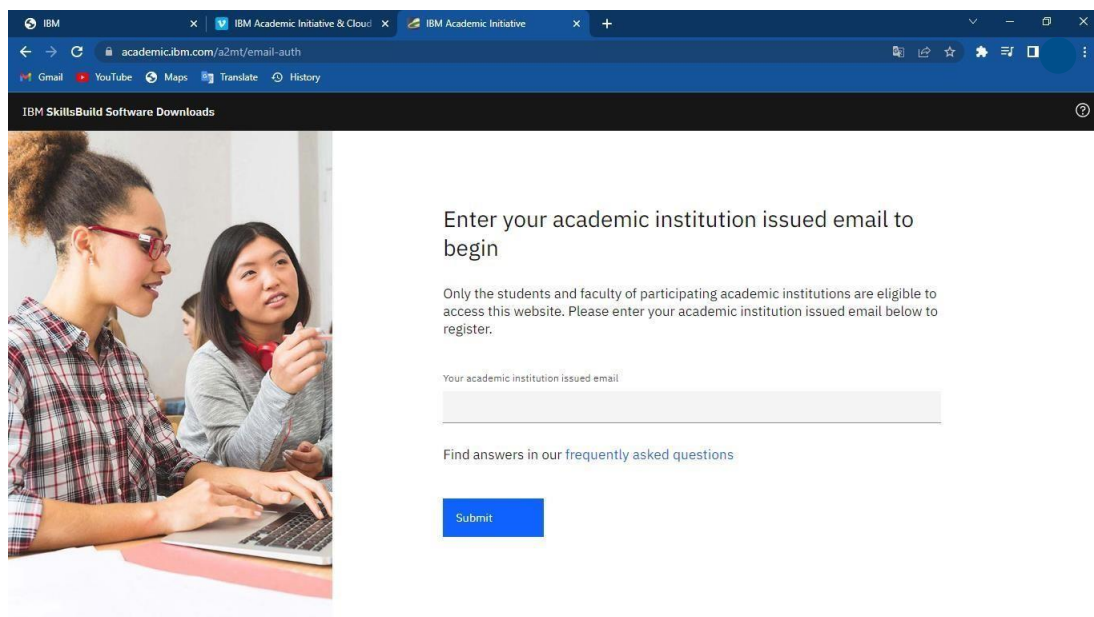 IBM
IBM Academic Initiative & Cloud
IBM Academic Initiative
academic.ibm.com/a2mt/email-auth
Gmail YouTube Maps Translate History
IBM SkillsBuild Software Downloads
Enter your academic institution issued email to
begin
Only the students and faculty of participating academic institutions are eligible to
access this website. Please enter your academic institution issued email below to
register.
Your academic institution issued email
Find answers in our frequently asked questions
Submit